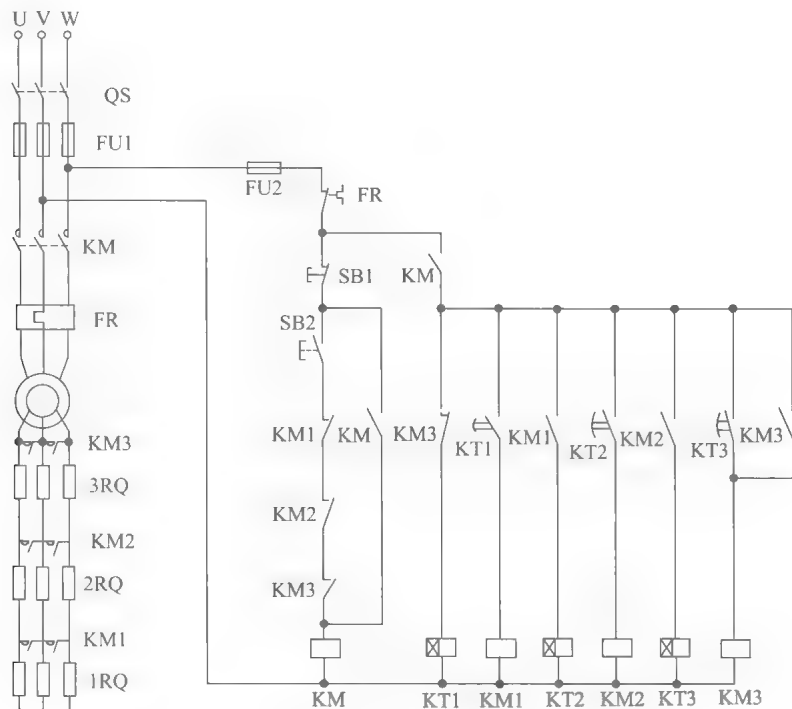 U V W
QS
FU1
FU2
FR
KM
SB1
KM
FR
SB2
KM1
KM
KM3
KT1
KM1
KT2
KM2
KT3
KM3
KM3
3RQ
KM2
KM2
2RQ
KM3
KM1
1RQ
KM
KT1
KM1
KT2
KM2
KT3
KM3